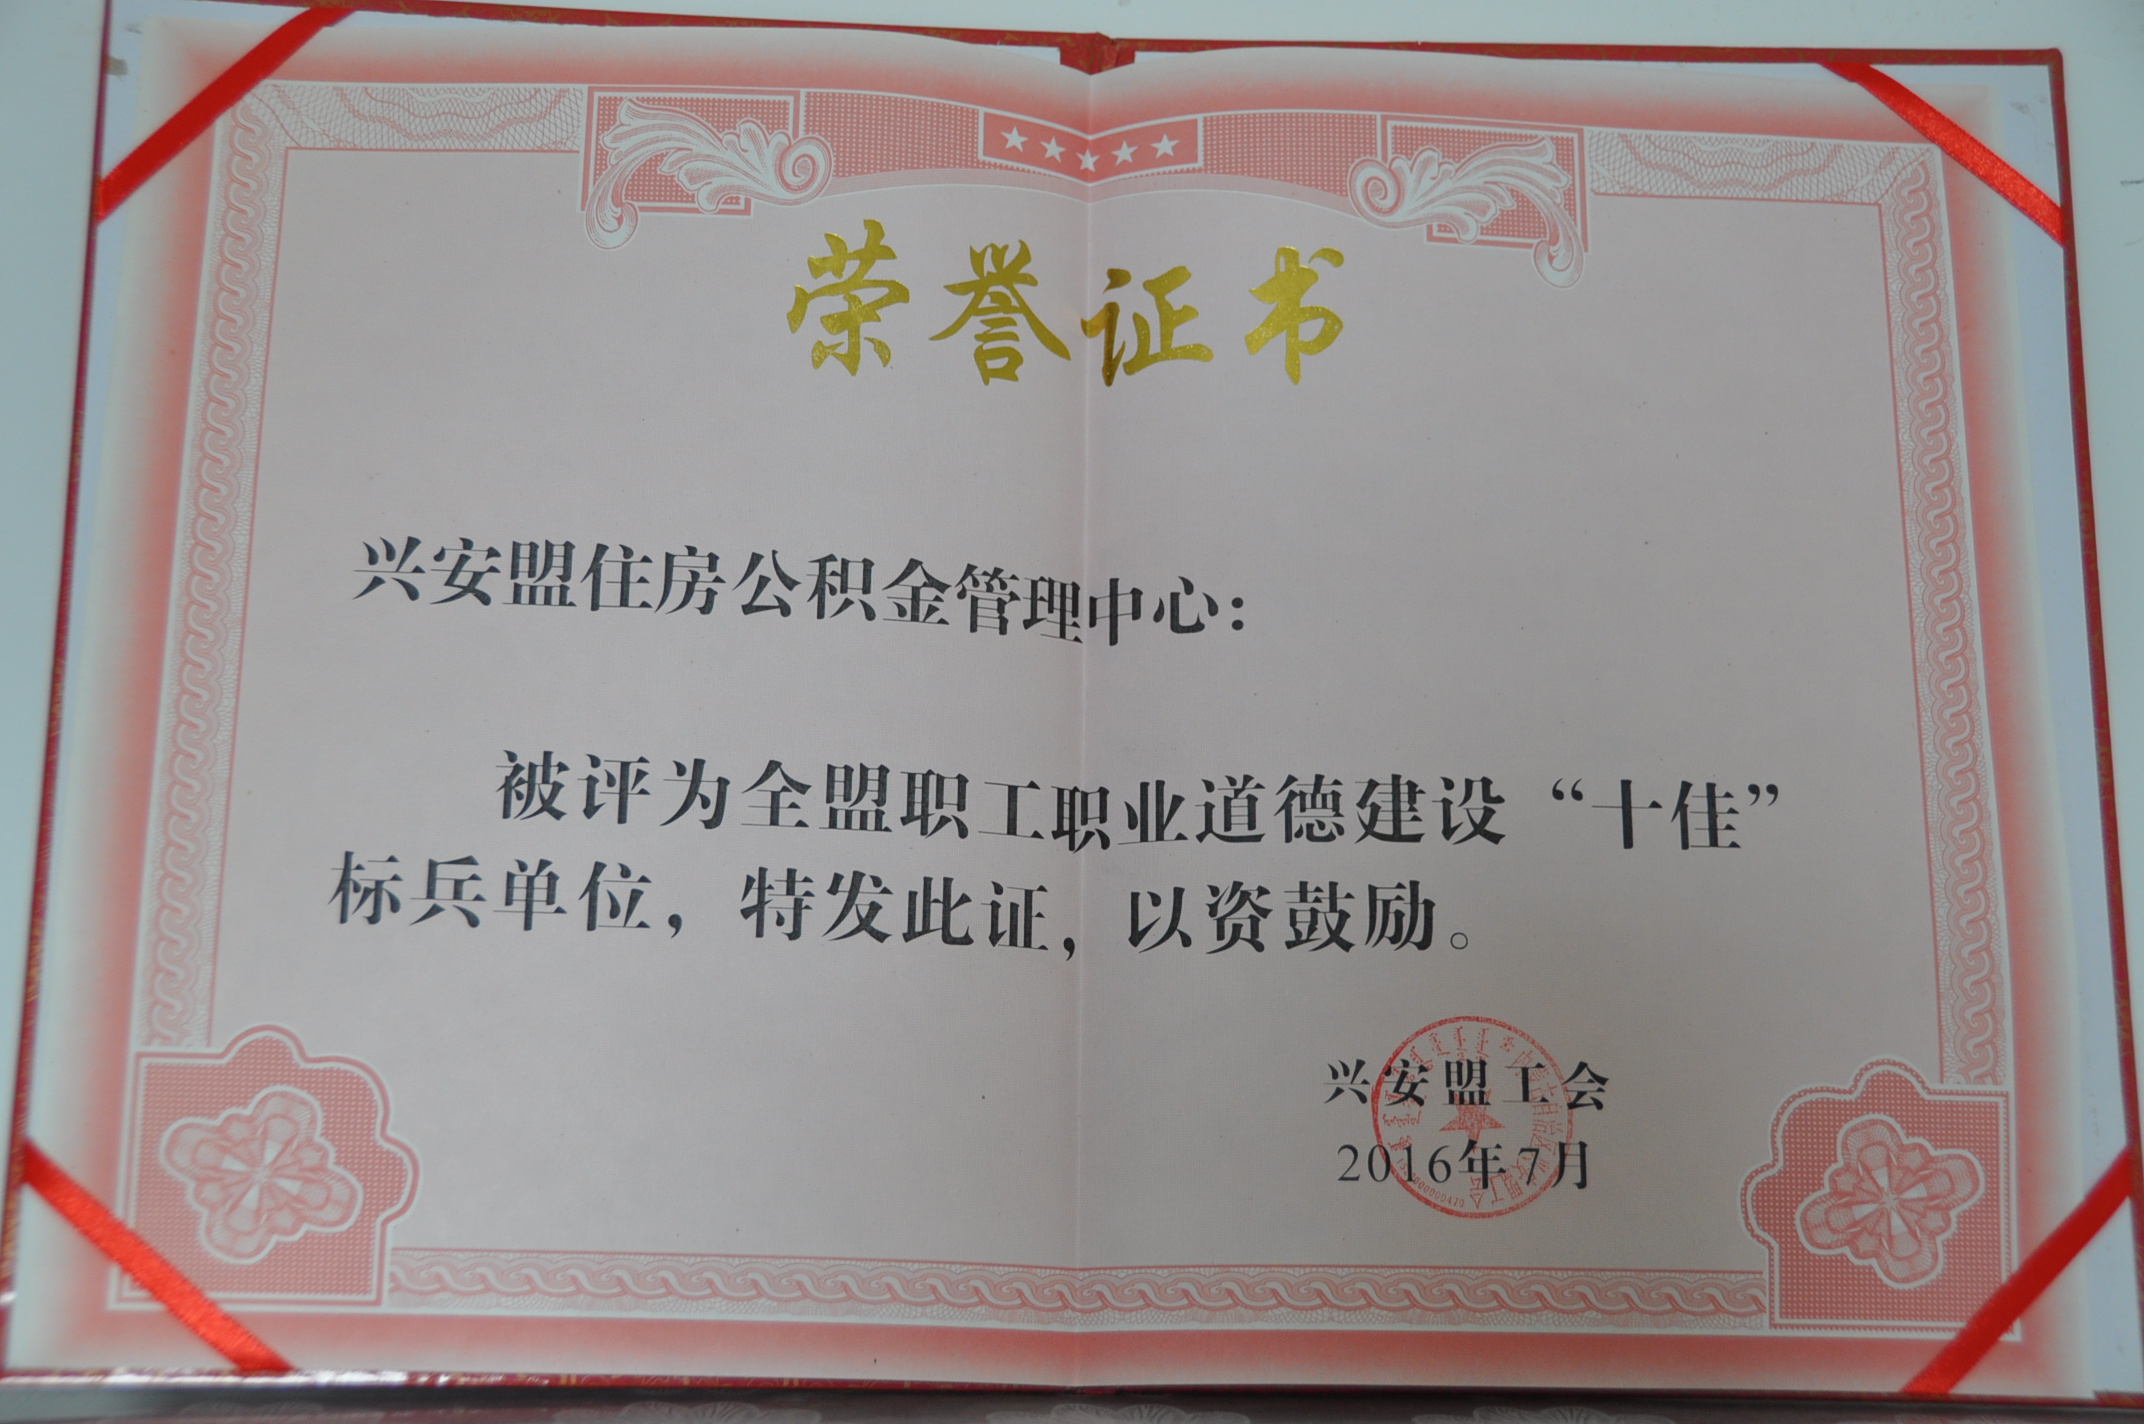 荣誉证书
兴安盟住房公积金管理中心：
被评为全盟职工职业道德建设“十佳”
标兵单位，特发此证，以资鼓励。
兴安盟工会
2016年7月